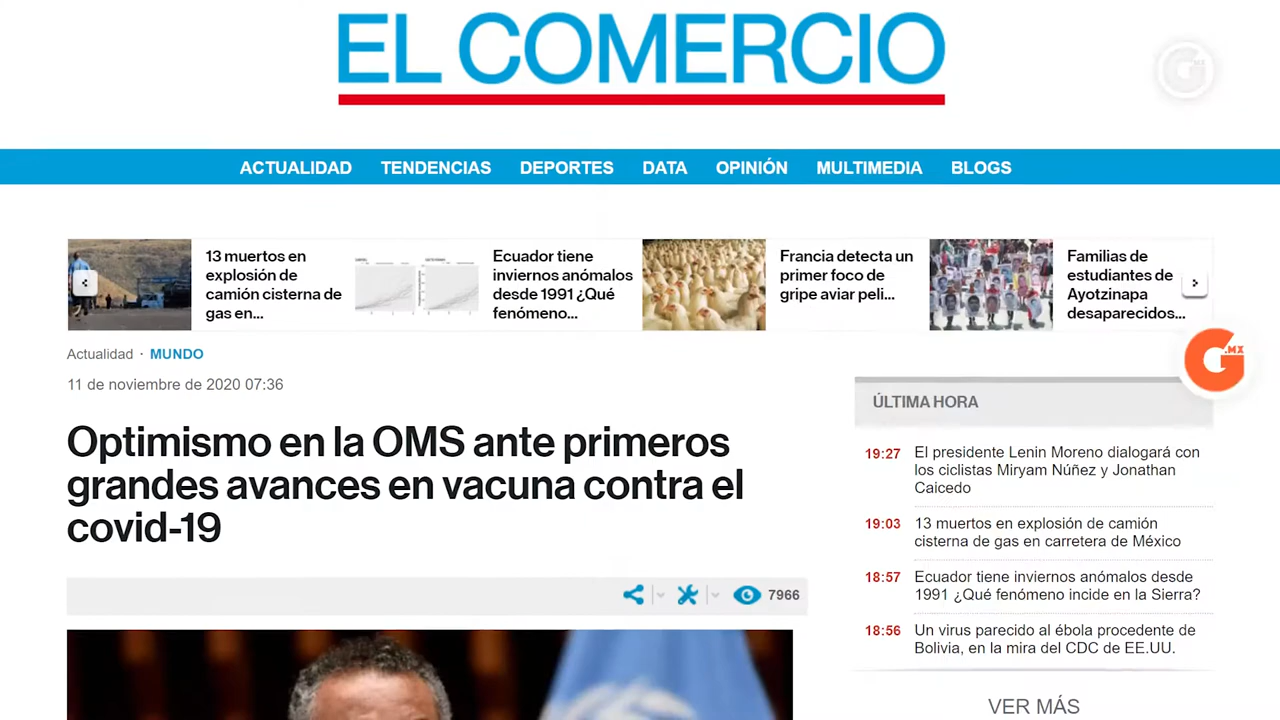 EL COMERCIO
G.MX
ACTUALIDAD TENDENCIAS DEPORTES DATA OPINIÓN MULTIMEDIA BLOGS
13 muertos en
explosión de
camión cisterna de
gas en...
Ecuador tiene
inviernos anómalos
desde 1991 ¿Qué
fenómeno...
Francia detecta un
primer foco de
gripe aviar peli...
Familias de
estudiantes de
Ayotzinapa
desaparecidos...
Actualidad · MUNDO
11 de noviembre de 2020 07:36
Optimismo en la OMS ante primeros
grandes avances en vacuna contra el
covid-19
7966
G.MX
ÚLTIMA HORA
19:27 El presidente Lenin Moreno dialogará con
los ciclistas Miryam Núñez y Jonathan
Caicedo
19:03 13 muertos en explosión de camión
cisterna de gas en carretera de México
18:57 Ecuador tiene inviernos anómalos desde
1991 ¿Qué fenómeno incide en la Sierra?
18:56 Un virus parecido al ébola procedente de
Bolivia, en la mira del CDC de EE.UU.
VER MÁS